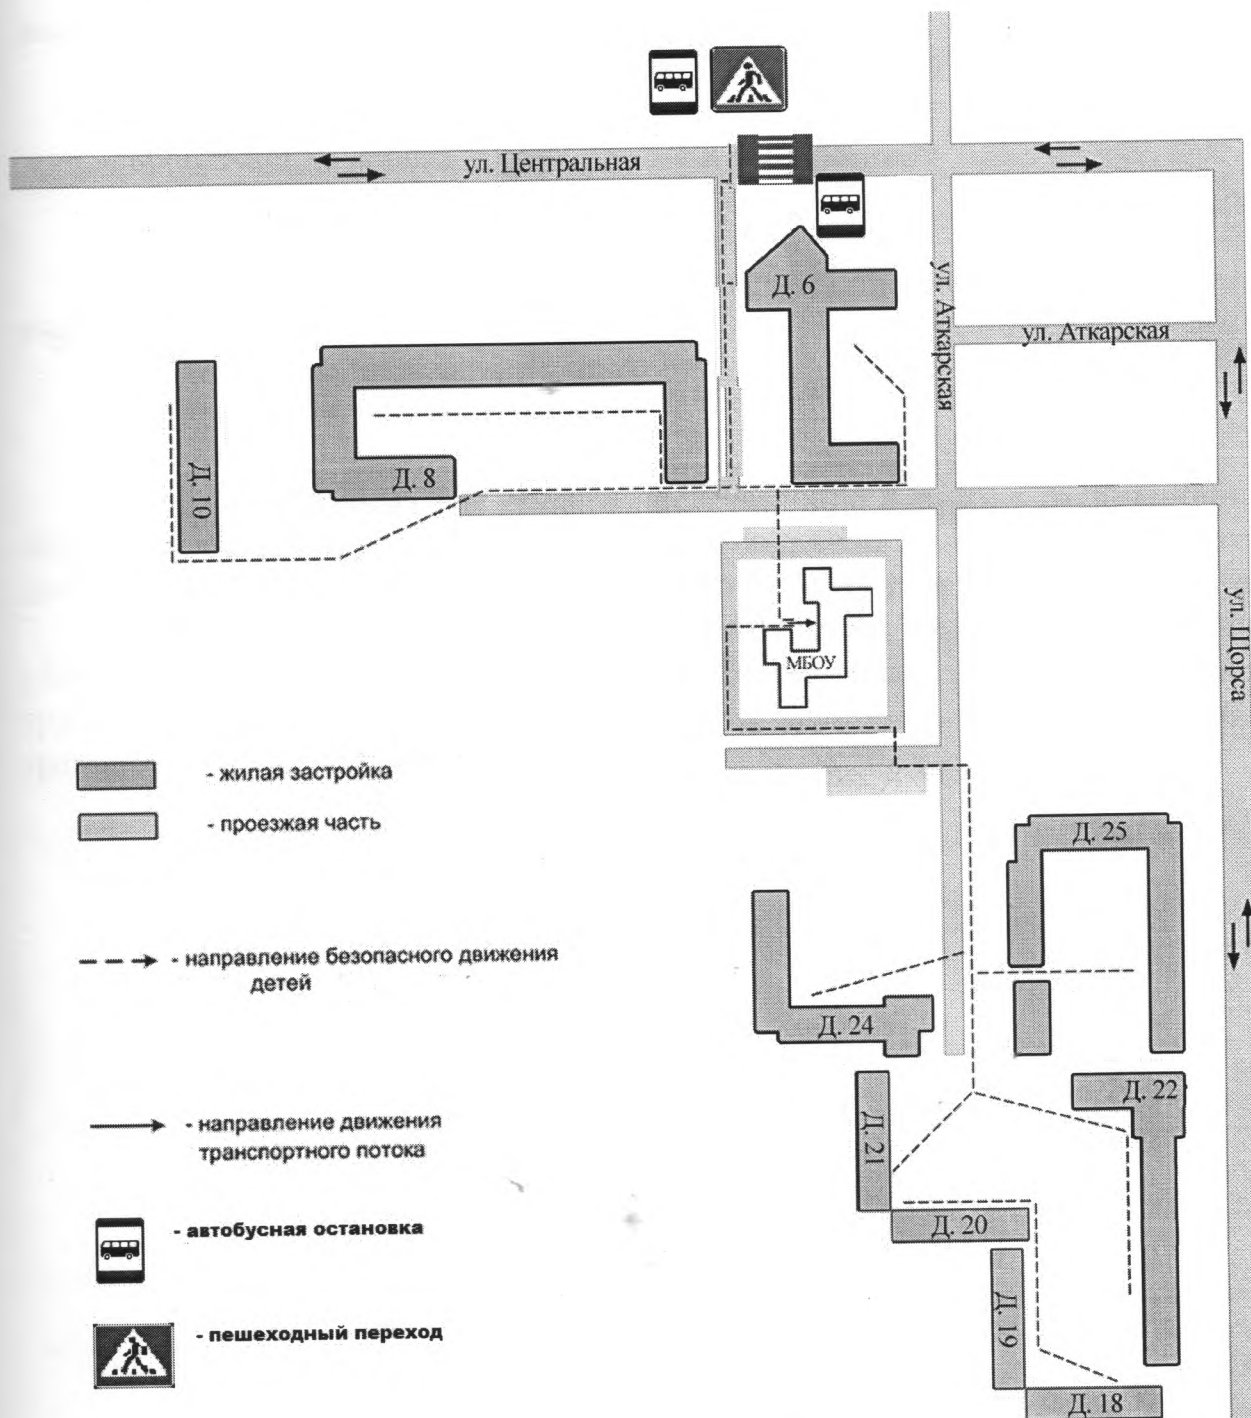 ул. Центральная
Д. 6
ул. Аткарская
ул. Аткарская
Д. 10
Д. 8
ул. Щорса
МБОУ
- жилая застройка
- проезжая часть
Д. 25
- направление безопасного движения
детей
Д. 24
Д. 22
- направление движения
транспортного потока
Д. 21
Д. 20
- автобусная остановка
Д. 19
- пешеходный переход
Д. 18